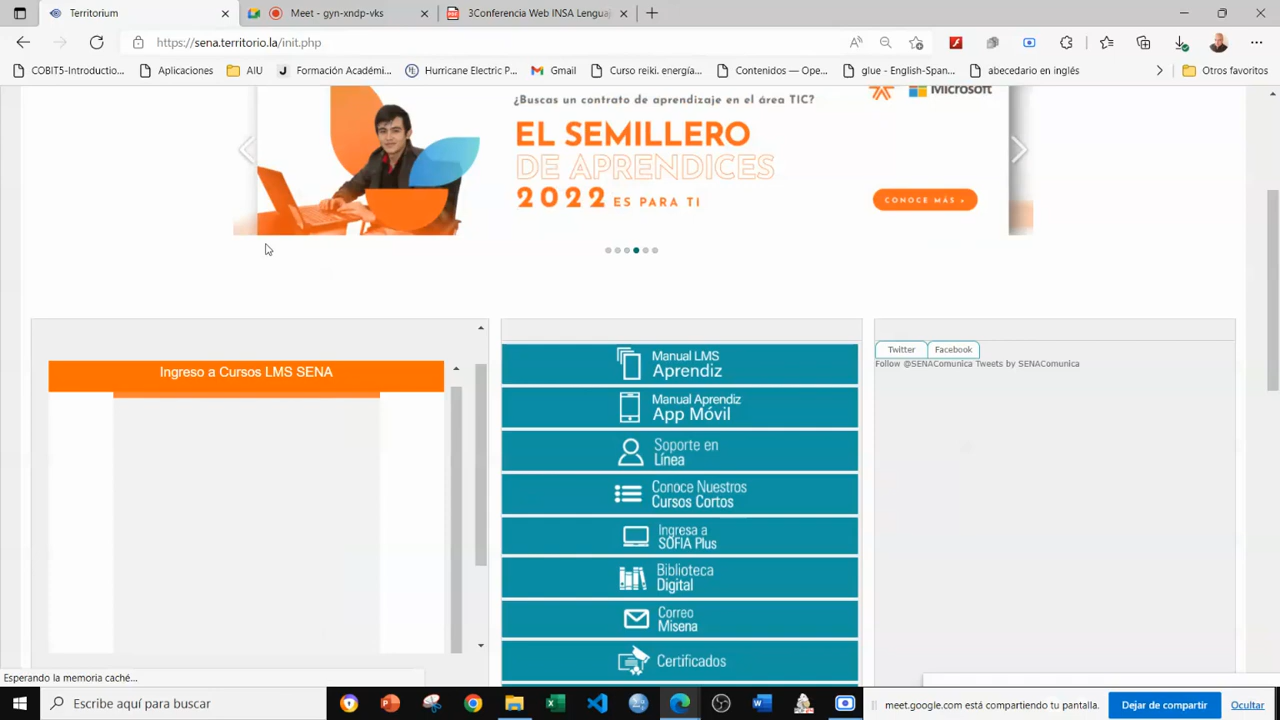 Territorium
Meet - gyn-xndp-vks
3Conferencia Web INSA Lenguaj
https://sena.territorio.la/init.php
COBIT5-Introductio...
Aplicaciones
AIU
Formación Académi...
Hurricane Electric P...
Gmail
Curso reiki. energía...
Contenidos — Ope...
glue - English-Span...
abecedario en inglés
Otros favoritos
¿Buscas un contrato de aprendizaje en el área TIC?
Microsoft
EL SEMILLERO
DE APRENDICES
2022 ES PARA TI
CONOCE MÁS >
Ingreso a Cursos LMS SENA
Manual LMS
Aprendiz
Manual Aprendiz
App Móvil
Soporte en
Línea
Conoce Nuestros
Cursos Cortos
Ingresa a
SOFIA Plus
Biblioteca
Digital
Correo
Misena
Certificados
Twitter
Facebook
Follow @SENAComunica Tweets by SENAComunica
Esperando la memoria caché...
Escribe aquí para buscar
meet.google.com está compartiendo tu pantalla.
Dejar de compartir
Ocultar